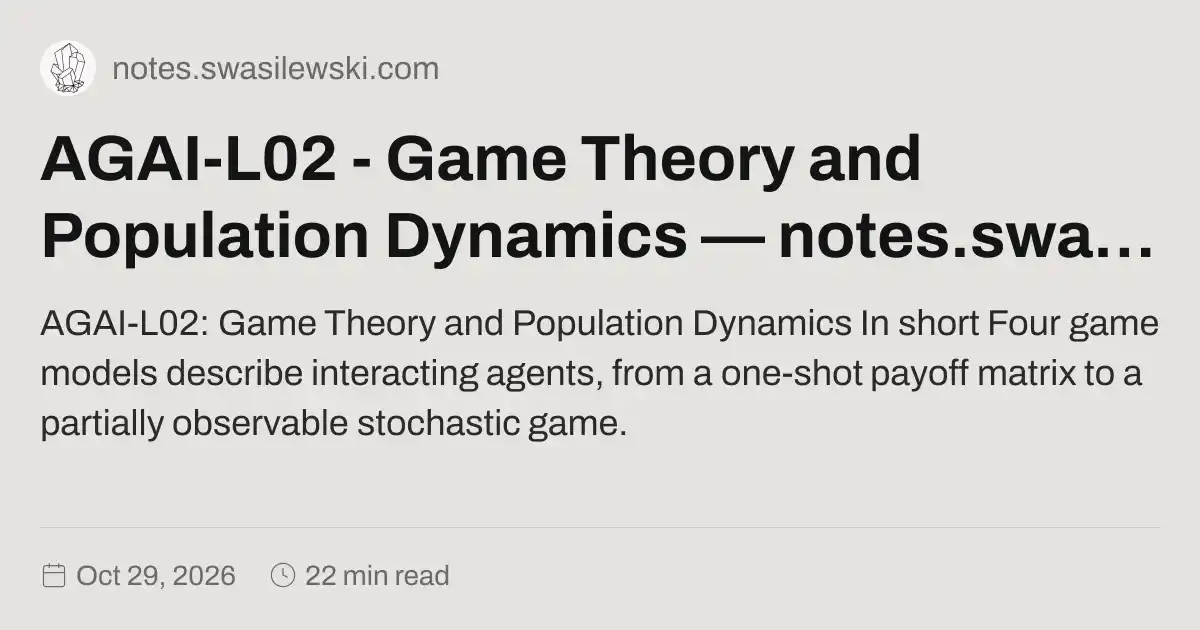 notes.swasilewski.com
AGAI-L02 - Game Theory and
Population Dynamics — notes.swa…
AGAI-L02: Game Theory and Population Dynamics In short Four game
models describe interacting agents, from a one-shot payoff matrix to a
partially observable stochastic game.
Oct 29, 2026 22 min read